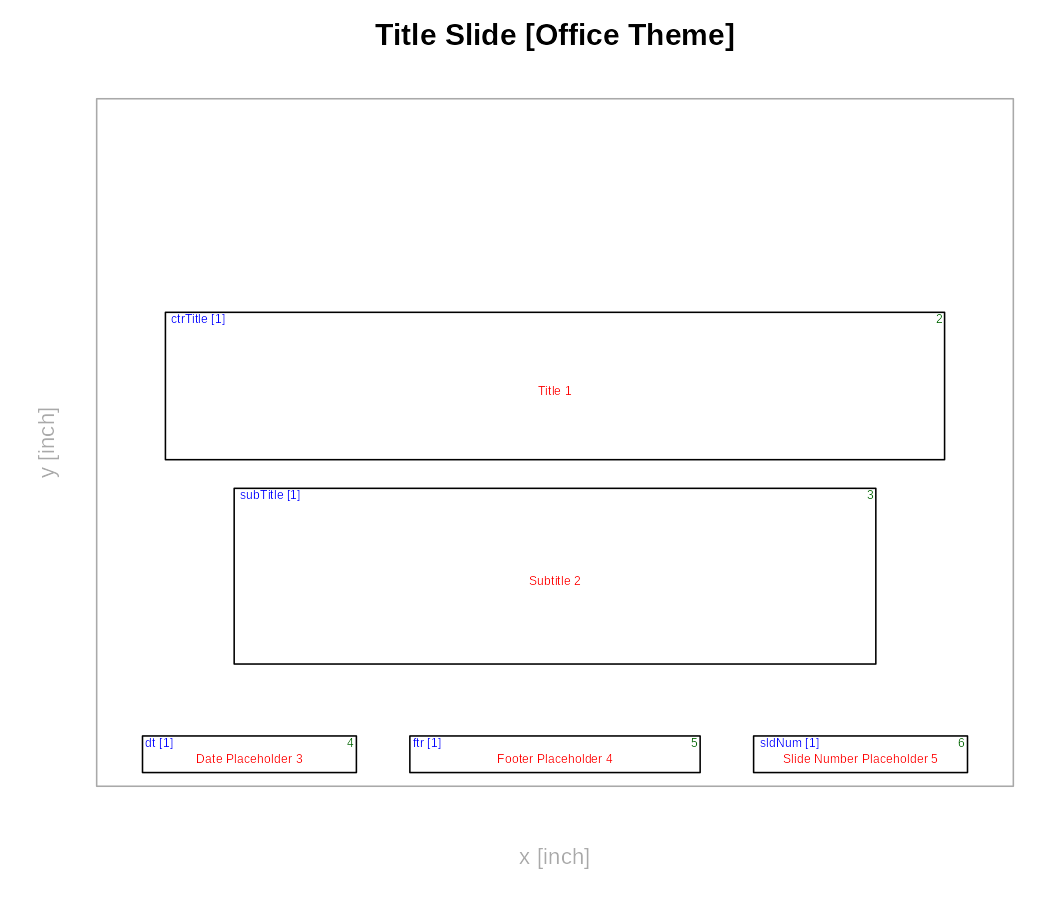 Title Slide [Office Theme]
ctrTitle [1] 2
Title 1
subTitle [1] 3
Subtitle 2
dt [1] 4
Date Placeholder 3
ftr [1] 5
Footer Placeholder 4
sldNum [1] 6
Slide Number Placeholder 5
y [inch]
x [inch]